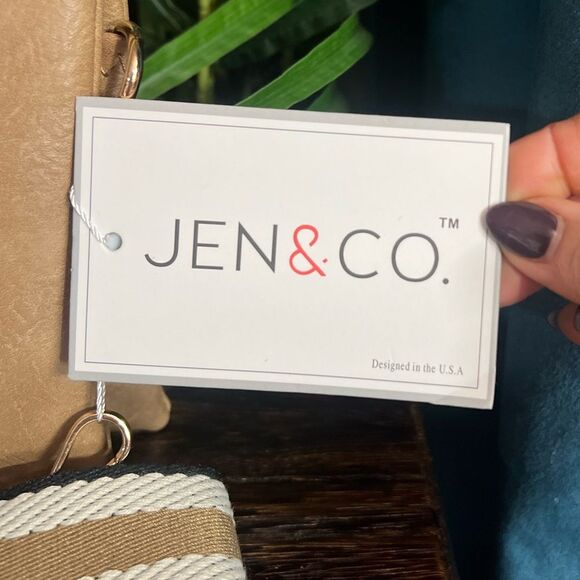 JEN&CO.™
Designed in the U.S.A